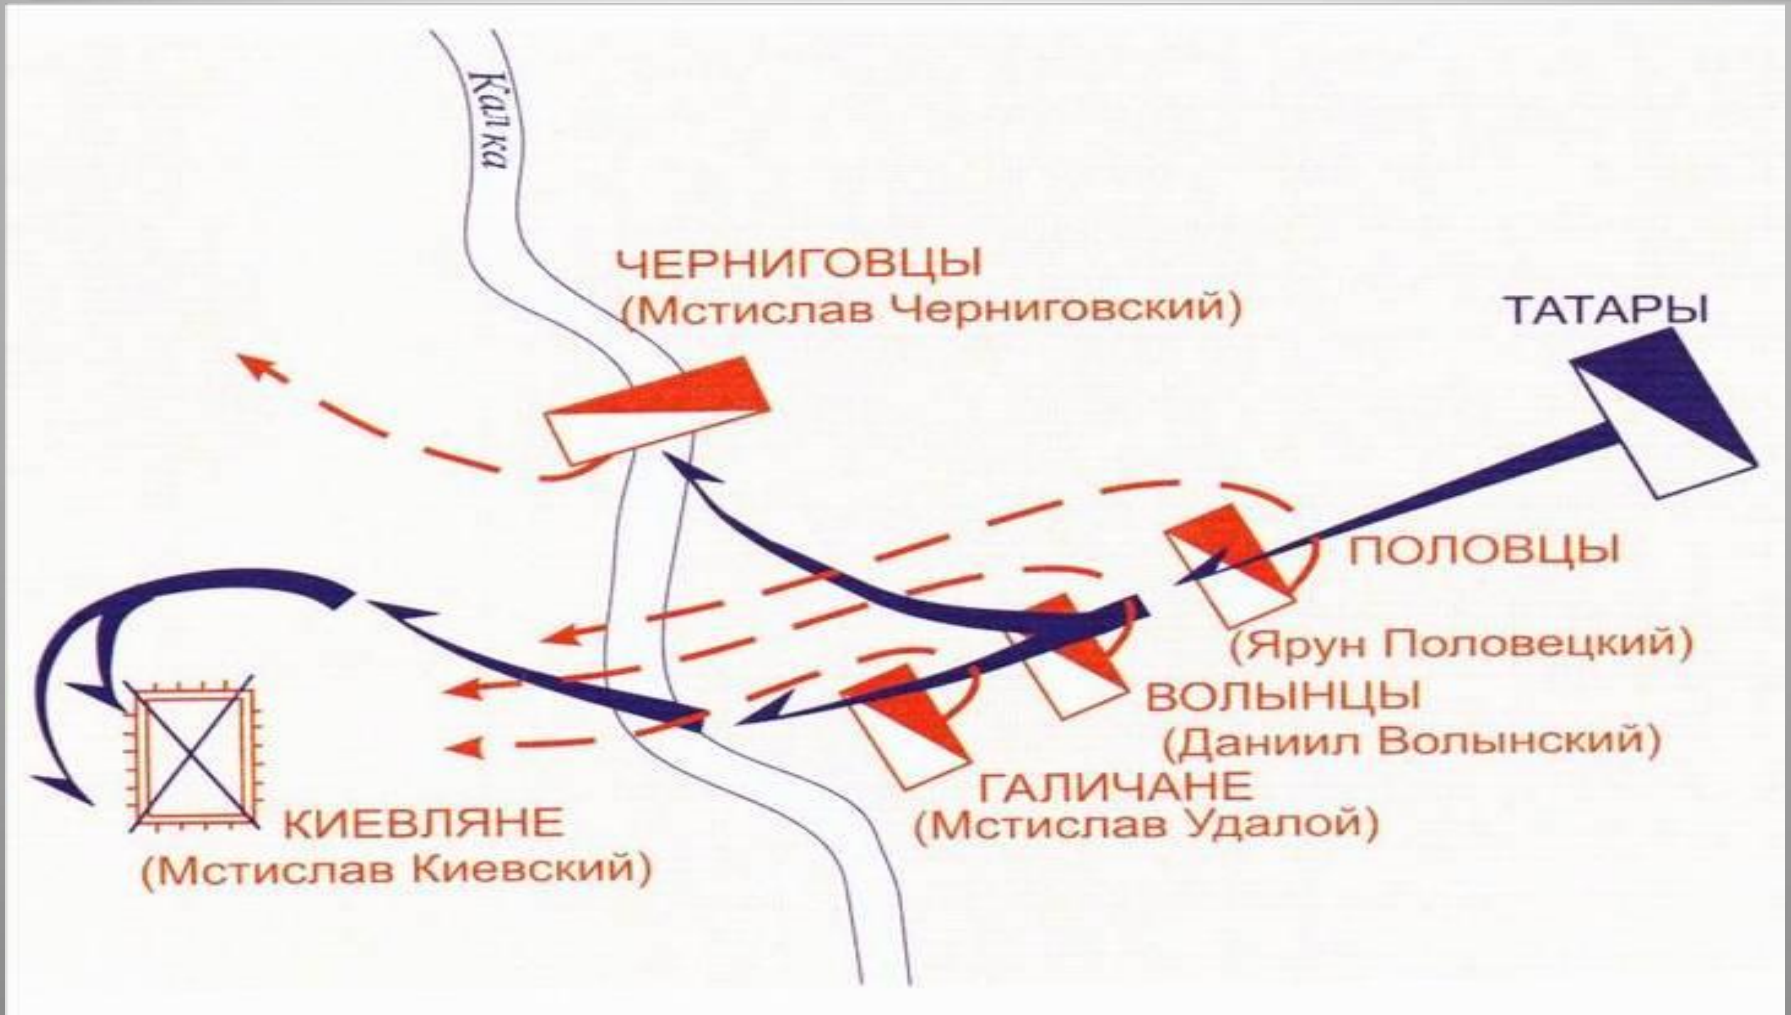 Калка
ЧЕРНИГОВЦЫ
(Мстислав Черниговский)
ТАТАРЫ
ПОЛОВЦЫ
(Ярун Половецкий)
ВОЛЫНЦЫ
(Даниил Волынский)
ГАЛИЧАНЕ
(Мстислав Удалой)
КИЕВЛЯНЕ
(Мстислав Киевский)